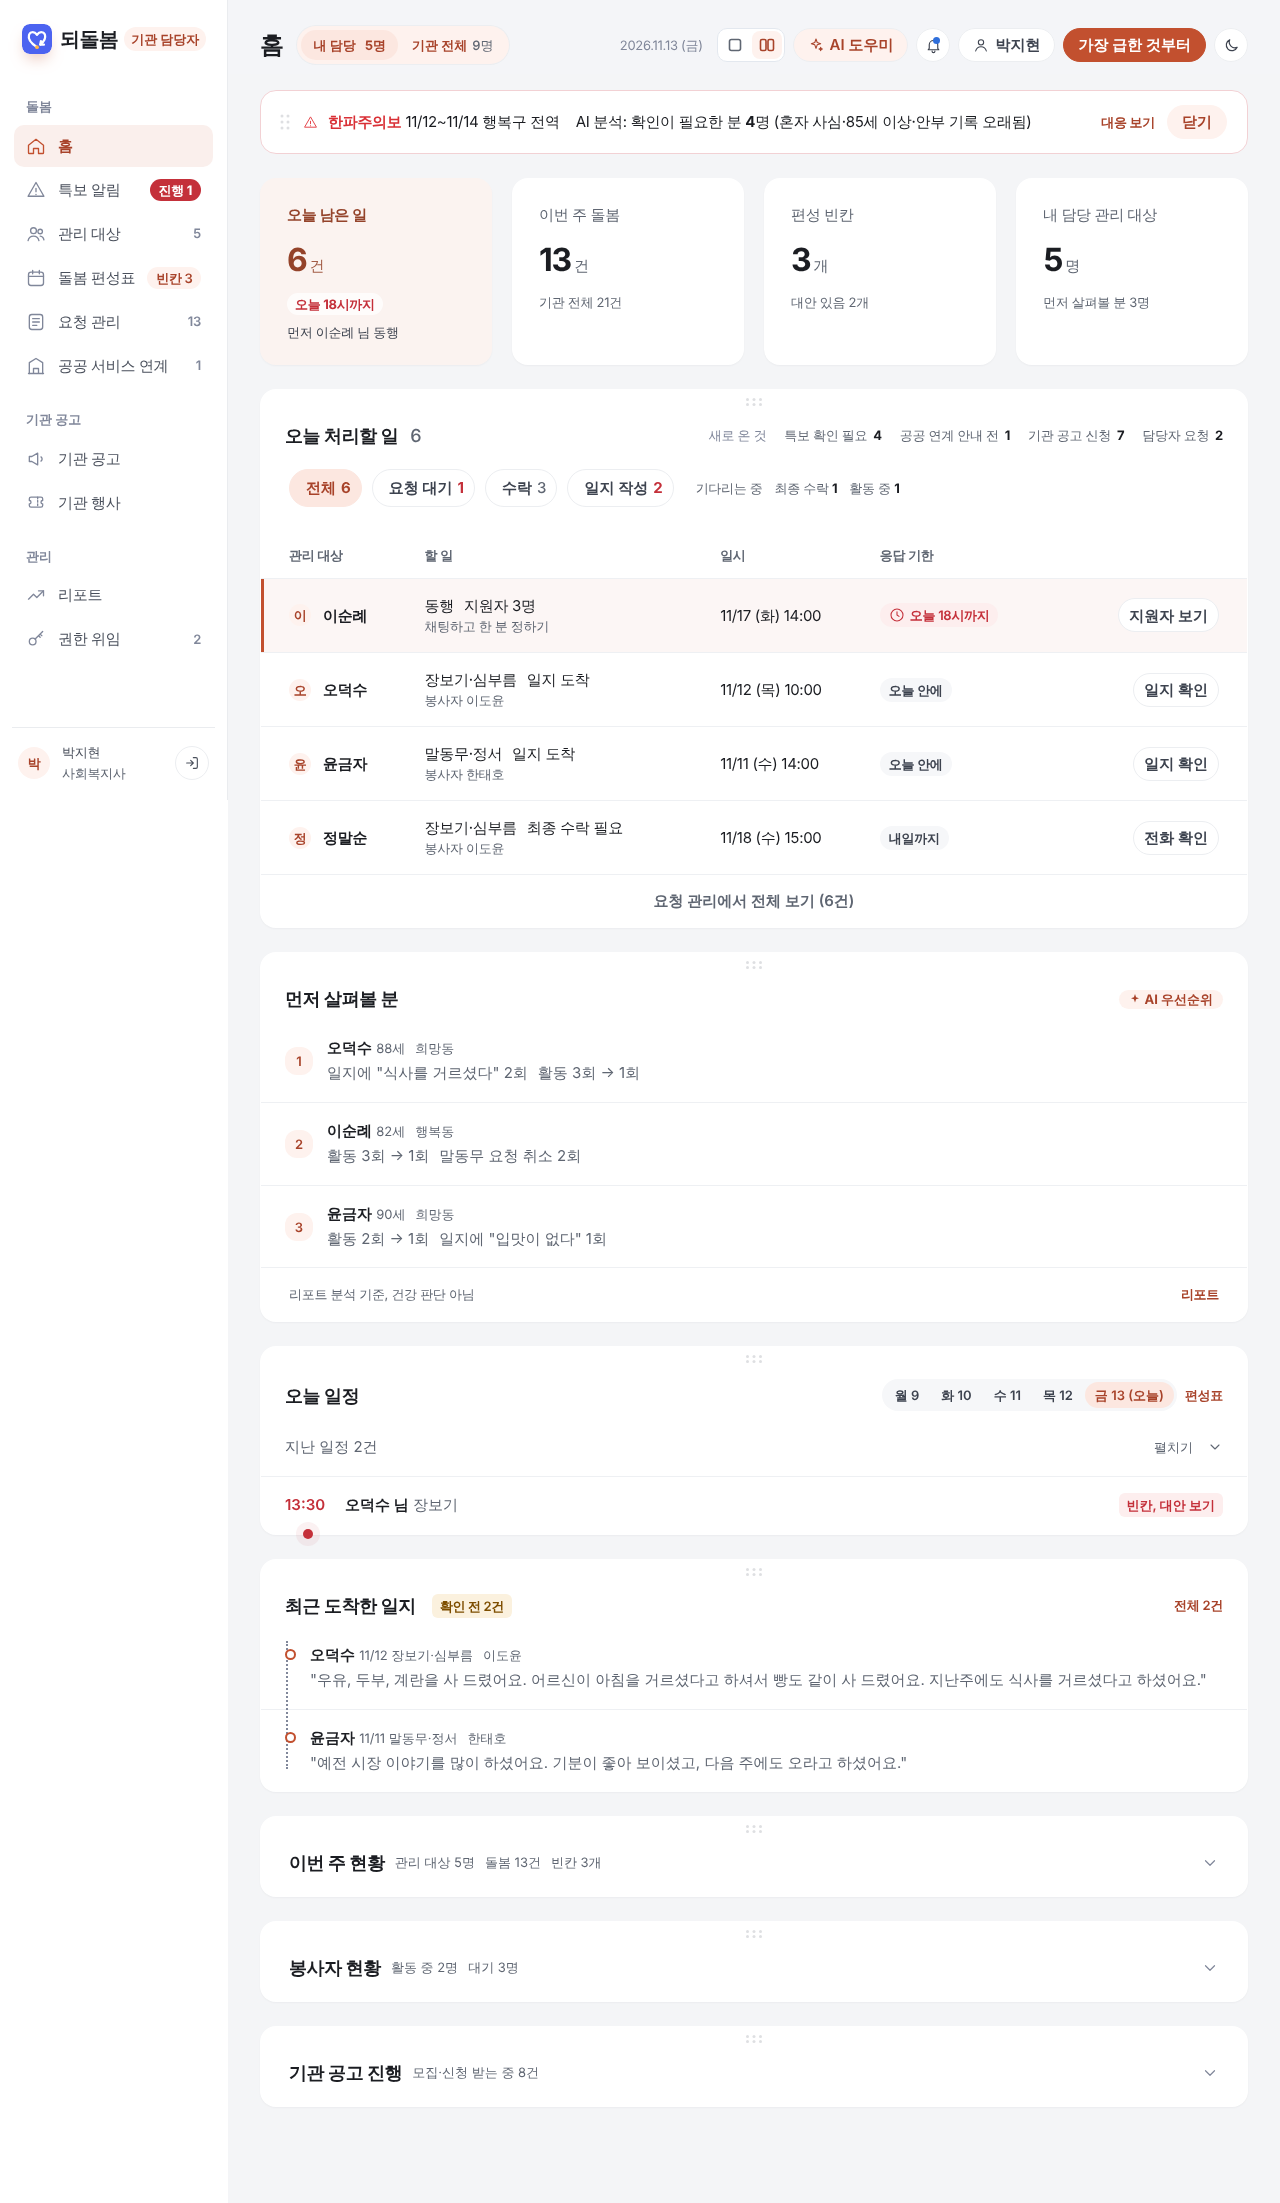 되돌봄 기관 담당자
돌봄
홈
특보 알림 진행 1
관리 대상 5
돌봄 편성표 빈칸 3
요청 관리 13
공공 서비스 연계 1
기관 공고
기관 공고
기관 행사
관리
리포트
권한 위임 2
박 박지현
사회복지사
홈 내 담당 5명 기관 전체 9명 2026.11.13 (금) AI 도우미 박지현 가장 급한 것부터
한파주의보 11/12~11/14 행복구 전역 AI 분석: 확인이 필요한 분 4명 (혼자 사심·85세 이상·안부 기록 오래됨) 대응 보기 닫기
오늘 남은 일
6건
오늘 18시까지
먼저 이순례 님 동행
이번 주 돌봄
13건
기관 전체 21건
편성 빈칸
3개
대안 있음 2개
내 담당 관리 대상
5명
먼저 살펴볼 분 3명
오늘 처리할 일 6 새로 온 것 특보 확인 필요 4 공공 연계 안내 전 1 기관 공고 신청 7 담당자 요청 2
전체 6 요청 대기 1 수락 3 일지 작성 2 기다리는 중 최종 수락 1 활동 중 1
관리 대상 할 일 일시 응답 기한
이 이순례 동행 지원자 3명 11/17 (화) 14:00 오늘 18시까지 지원자 보기
채팅하고 한 분 정하기
오 오덕수 장보기·심부름 일지 도착 11/12 (목) 10:00 오늘 안에 일지 확인
봉사자 이도윤
윤 윤금자 말동무·정서 일지 도착 11/11 (수) 14:00 오늘 안에 일지 확인
봉사자 한태호
정 정말순 장보기·심부름 최종 수락 필요 11/18 (수) 15:00 내일까지 전화 확인
봉사자 이도윤
요청 관리에서 전체 보기 (6건)
먼저 살펴볼 분 AI 우선순위
1 오덕수 88세 희망동
일지에 "식사를 거르셨다" 2회 활동 3회 → 1회
2 이순례 82세 행복동
활동 3회 → 1회 말동무 요청 취소 2회
3 윤금자 90세 희망동
활동 2회 → 1회 일지에 "입맛이 없다" 1회
리포트 분석 기준, 건강 판단 아님 리포트
오늘 일정 월 9 화 10 수 11 목 12 금 13 (오늘) 편성표
지난 일정 2건 펼치기
13:30 오덕수 님 장보기 빈칸, 대안 보기
최근 도착한 일지 확인 전 2건 전체 2건
오덕수 11/12 장보기·심부름 이도윤
"우유, 두부, 계란을 사 드렸어요. 어르신이 아침을 거르셨다고 하셔서 빵도 같이 사 드렸어요. 지난주에도 식사를 거르셨다고 하셨어요."
윤금자 11/11 말동무·정서 한태호
"예전 시장 이야기를 많이 하셨어요. 기분이 좋아 보이셨고, 다음 주에도 오라고 하셨어요."
이번 주 현황 관리 대상 5명 돌봄 13건 빈칸 3개
봉사자 현황 활동 중 2명 대기 3명
기관 공고 진행 모집·신청 받는 중 8건